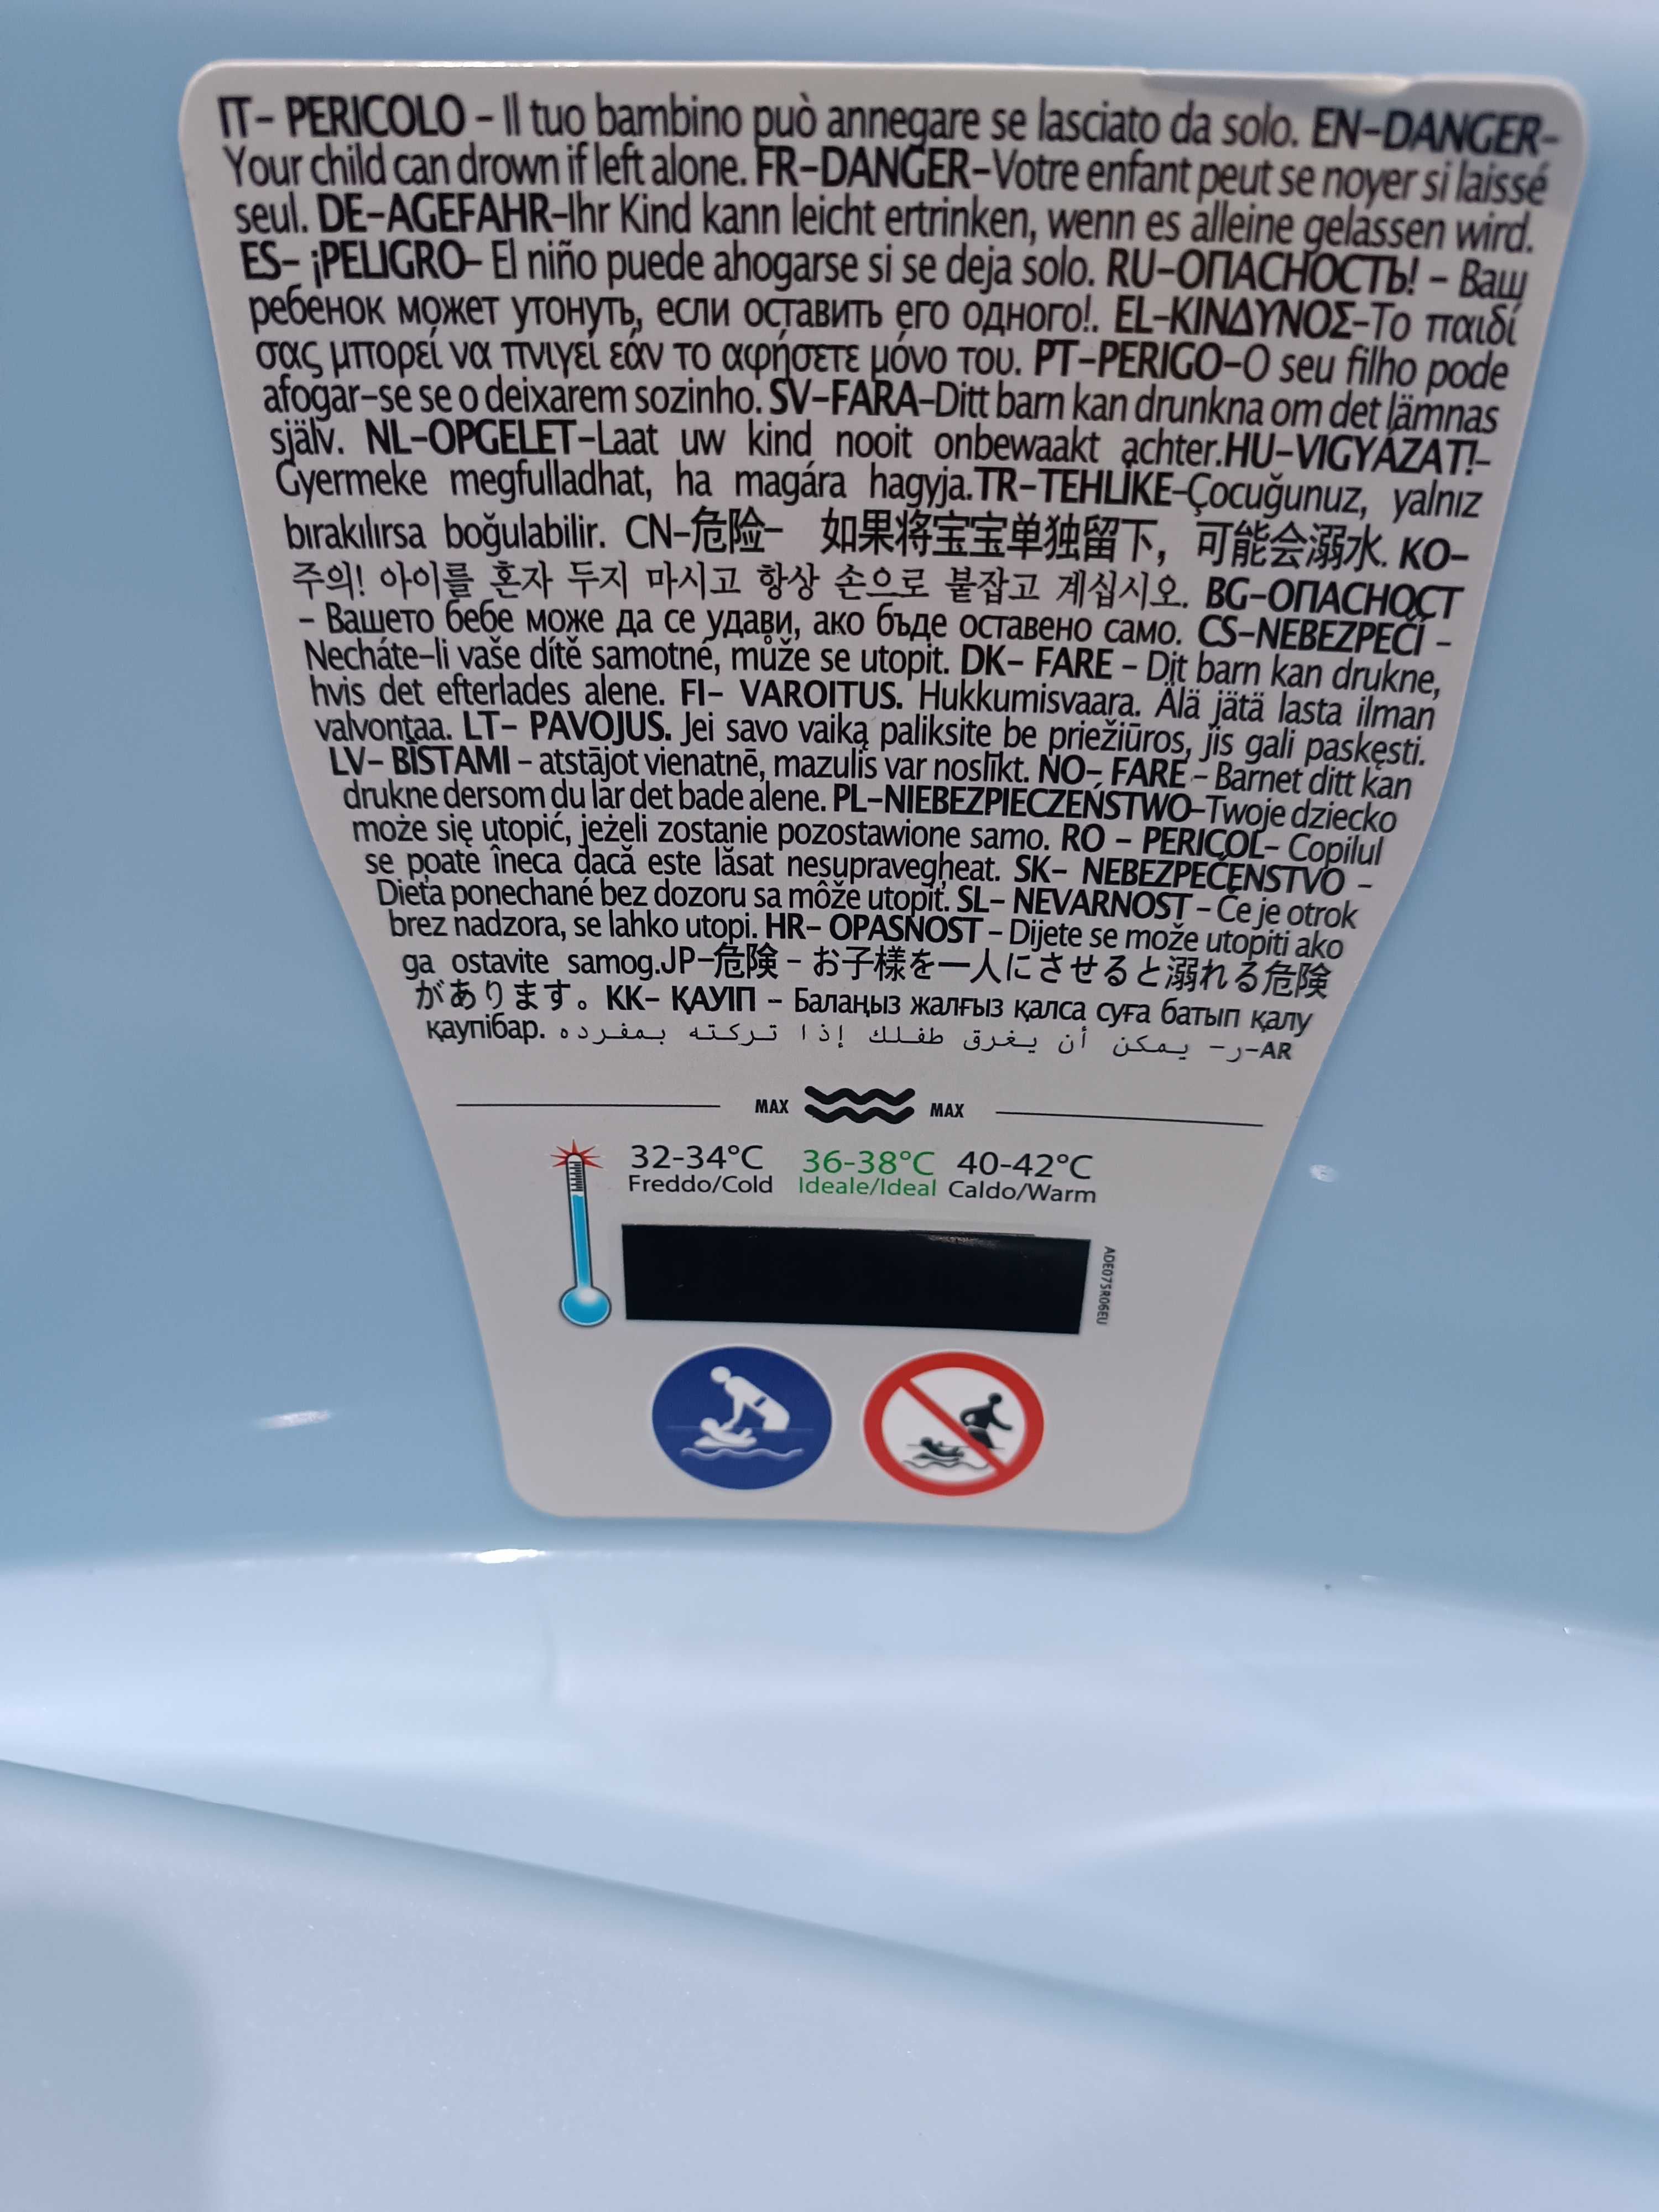 IT– PERICOLO – Il tuo bambino può annegare se lasciato da solo. EN–DANGER–
Your child can drown if left alone. FR–DANGER–Votre enfant peut se noyer si laissé
seul. DE–AGEFAHR–Ihr Kind kann leicht ertrinken, wenn es alleine gelassen wird.
ES– ¡PELIGRO– El niño puede ahogarse si se deja solo. RU–ОПАСНОСТЬ! – Ваш
ребенок может утонуть, если оставить его одного!. EL–ΚΙΝΔΥΝΟΣ–Το παιδί
σας μπορεί να πνιγεί εάν το αφήσετε μόνο του. PT–PERIGO–O seu filho pode
afogar–se se o deixarem sozinho. SV–FARA–Ditt barn kan drunkna om det lämnas
själv. NL–OPGELET–Laat uw kind nooit onbewaakt achter.HU–VIGYÁZAT!–
Gyermeke megfulladhat, ha magára hagyja.TR–TEHLİKE–Çocuğunuz, yalnız
bırakılırsa boğulabilir. CN–危险– 如果将宝宝单独留下，可能会溺水. KO–
주의! 아이를 혼자 두지 마시고 항상 손으로 붙잡고 계십시오. BG–ОПАСНОСТ
– Вашето бебе може да се удави, ако бъде оставено само. CS–NEBEZPEČÍ –
Necháte–li vaše dítě samotné, může se utopit. DK– FARE – Dit barn kan drukne,
hvis det efterlades alene. FI– VAROITUS. Hukkumisvaara. Älä jätä lasta ilman
valvontaa. LT– PAVOJUS. Jei savo vaiką paliksite be priežiūros, jis gali paskęsti.
LV– BĪSTAMI – atstājot vienatnē, mazulis var noslīkt. NO– FARE – Barnet ditt kan
drukne dersom du lar det bade alene. PL–NIEBEZPIECZEŃSTWO–Twoje dziecko
może się utopić, jeżeli zostanie pozostawione samo. RO – PERICOL– Copilul
se poate îneca dacă este lăsat nesupravegheat. SK– NEBEZPEČENSTVO –
Dieťa ponechané bez dozoru sa môže utopiť. SL– NEVARNOST – Če je otrok
brez nadzora, se lahko utopi. HR– OPASNOST – Dijete se može utopiti ako
ga ostavite samog.JP–危険 – お子様を一人にさせると溺れる危険
があります。KK– ҚАУІП – Балаңыз жалғыз қалса суға батып қалу
қаупібар. AR–ر– يمكن أن يغرق طفلك إذا تركته بمفرده
MAX MAX
32-34°C 36-38°C 40-42°C
Freddo/Cold Ideale/Ideal Caldo/Warm
ADE075R06EU